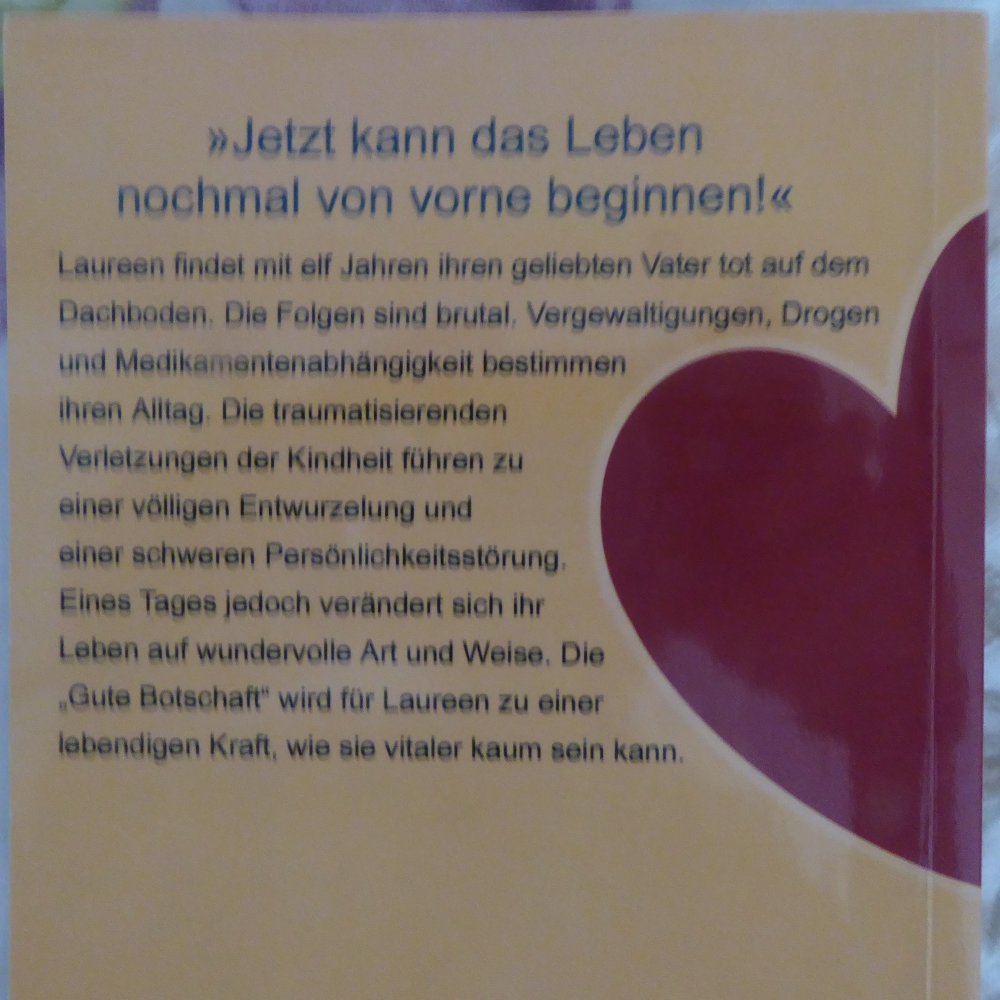 »Jetzt kann das Leben
nochmal von vorne beginnen!«
Laureen findet mit elf Jahren ihren geliebten Vater tot auf dem
Dachboden. Die Folgen sind brutal. Vergewaltigungen, Drogen
und Medikamentenabhängigkeit bestimmen
ihren Alltag. Die traumatisierenden
Verletzungen der Kindheit führen zu
einer völligen Entwurzelung und
einer schweren Persönlichkeitsstörung.
Eines Tages jedoch verändert sich ihr
Leben auf wundervolle Art und Weise. Die
„Gute Botschaft“ wird für Laureen zu einer
lebendigen Kraft, wie sie vitaler kaum sein kann.